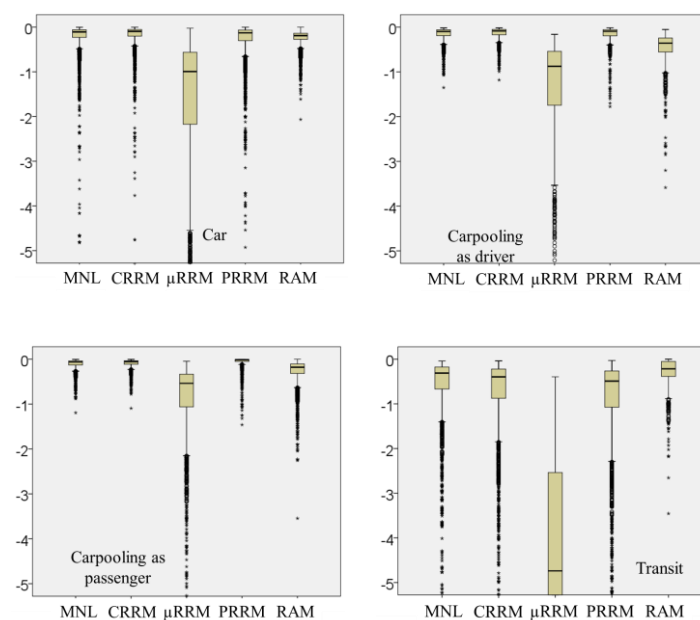 0
-1
-2
-3
-4
-5
Car
MNL CRRM µRRM PRRM RAM
0
-1
-2
-3
-4
-5
Carpooling
as driver
MNL CRRM µRRM PRRM RAM
0
-1
-2
-3
-4
-5
Carpooling as
passenger
MNL CRRM µRRM PRRM RAM
0
-1
-2
-3
-4
-5
Transit
MNL CRRM µRRM PRRM RAM